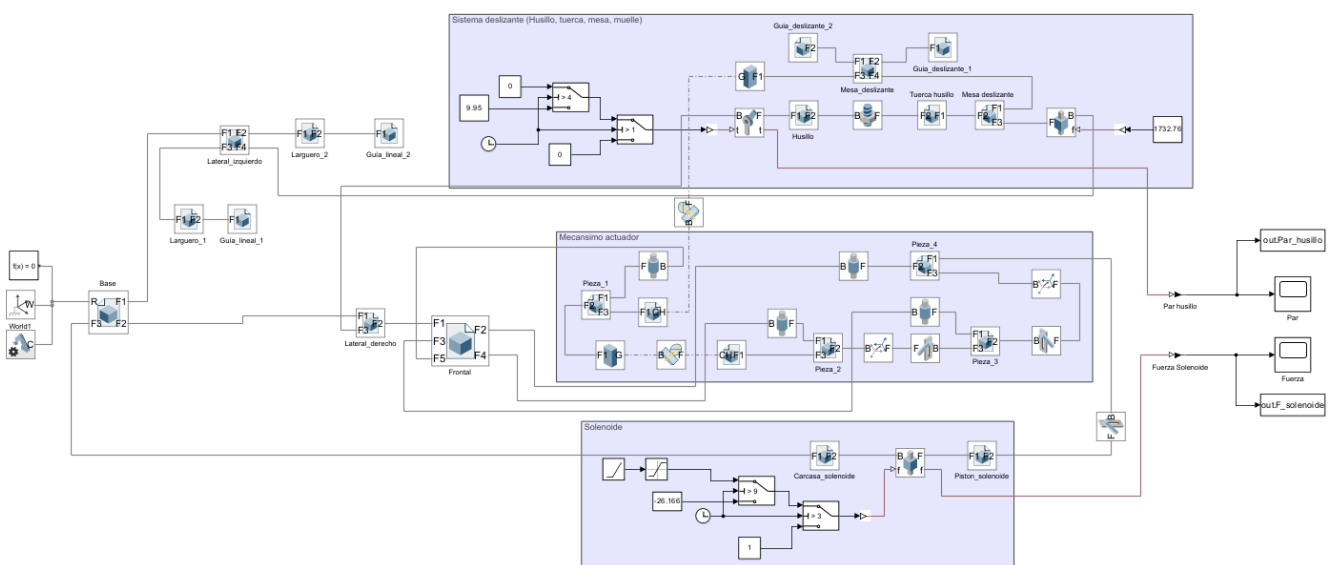 Sistema deslizante (Husillo, tuerca, mesa, muelle)
Guia_deslizante_2
F2
F1
Guia_deslizante_1
F1 F2
F3 F4
Mesa_deslizante
G F1
0
> 4
9.95
> 1
0
B F
t t
F1 F2
Husillo
B F
Tuerca husillo
F2 F1
Mesa deslizante
F1
F2
F3
B
F f
1732.76
F1 F2
F3 F4
Lateral_izquierdo
F1 F2
Larguero_2
F1
Guia_lineal_2
F1 F2
Larguero_1
F1
Guia_lineal_1
B F
Mecansimo actuador
Pieza_1
F1
F2
F3
F B
F1 CH
F1 G
B F
CH F1
B F
F1
F2
F3
Pieza_2
B F
F B
B F
Pieza_4
F1
F2
F3
B F
B F
F1
F2
F3
Pieza_3
B F
f(x) = 0
W
World1
C
Base
R F1
F3 F2
F1
F2
F3
Lateral_derecho
F1 F2
F3
F5 F4
Frontal
out.Par_husillo
Par husillo
Par
Fuerza Solenoide
Fuerza
out.F_solenoide
F B
Solenoide
F1 F2
Carcasa_solenoide
B F
f f
F1 F2
Piston_solenoide
-26.166
> 9
> 3
1